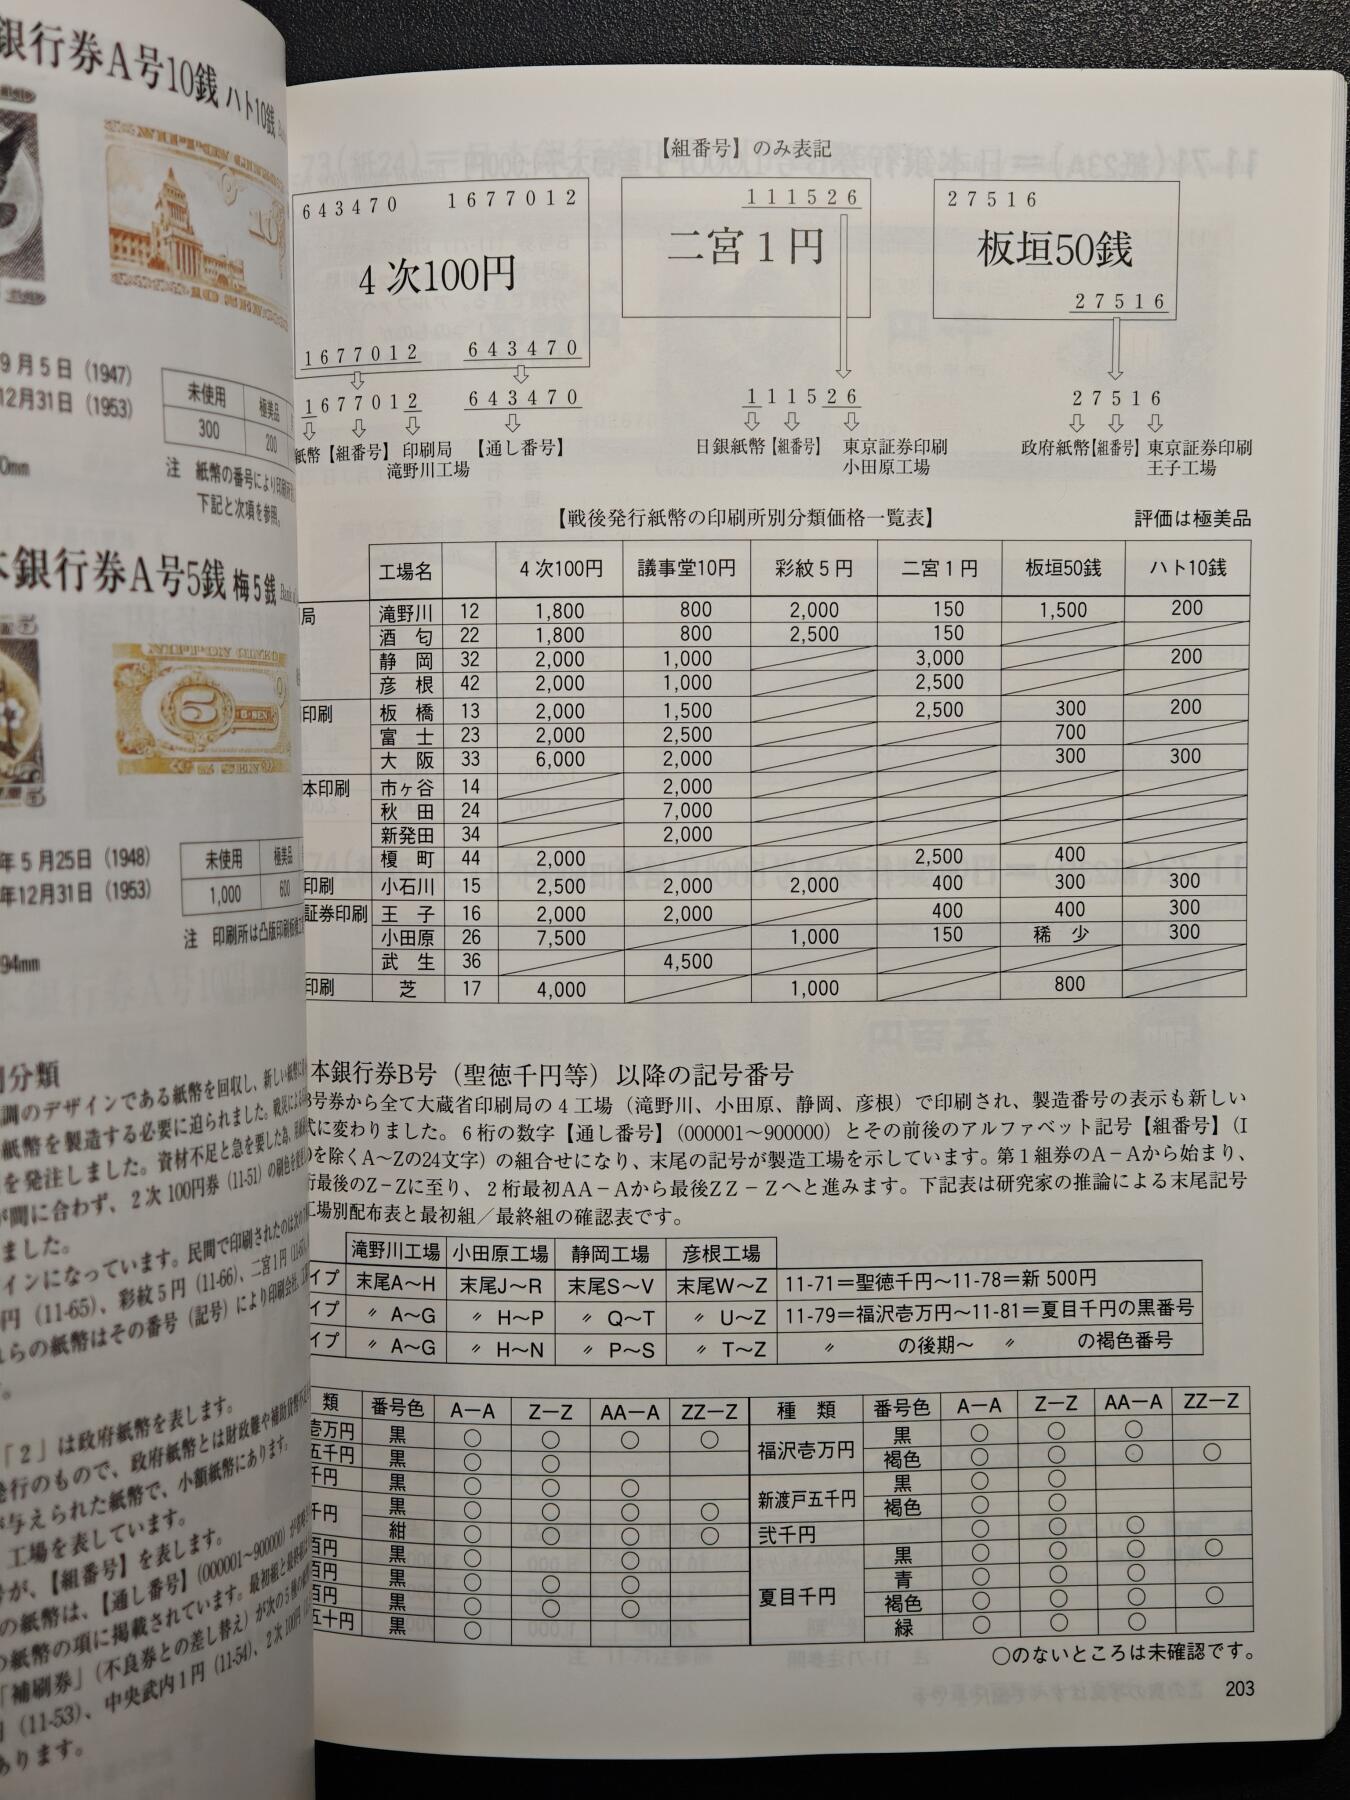 銀行券A号10銭 ハト10銭
9月5日（1947）
12月31日（1953）
未使用 極美品
300 200
0mm
注 紙幣の番号により印刷所
下記と次項を参照。
銀行券A号5銭 梅5銭
年5月25日（1948）
年12月31日（1953）
未使用 極美品
1,000 600
94mm
分類
調のデザインである紙幣を回収し、新しい紙幣に
紙幣を製造する必要に迫られました。戦災による
を発注しました。資材不足と急を要した為、
が間に合わず、2次100円券（11-51）の刷色を
ました。
インになっています。民間で印刷されたのは次の
円（11-65）、彩紋5円（11-66）、二宮1円
らの紙幣はその番号（記号）により印刷会社、
「2」は政府紙幣を表します。
発行のもので、政府紙幣とは財政難や補助貨幣
が与えられた紙幣で、小額紙幣にあります。
工場を表しています。
が、【組番号】を表します。
の紙幣は、【通し番号】（000001〜900000）が
の紙幣の項に掲載されています。最初組と最終組
「補刷券」（不良券との差し替え）が次の5種の
（11-53）、中央武内1円（11-54）、2次100円
あります。
【組番号】のみ表記
643470 1677012
4次100円
1677012 643470
1677012 643470
紙幣 【組番号】 印刷局 【通し番号】
滝野川工場
111526
二宮1円
111526
日銀紙幣 【組番号】 東京証券印刷
小田原工場
27516
板垣50銭
27516
27516
政府紙幣 【組番号】 東京証券印刷
王子工場
【戦後発行紙幣の印刷所別分類価格一覧表】 評価は極美品
工場名 4次100円 議事堂10円 彩紋5円 二宮1円 板垣50銭 ハト10銭
局 滝野川 12 1,800 800 2,000 150 1,500 200
酒匂 22 1,800 800 2,500 150
静岡 32 2,000 1,000 3,000 200
彦根 42 2,000 1,000 2,500
印刷 板橋 13 2,000 1,500 2,500 300 200
富士 23 2,000 2,500 700
大阪 33 6,000 2,000 300 300
本印刷 市ヶ谷 14 2,000
秋田 24 7,000
新発田 34 2,000
榎町 44 2,000 2,500 400
印刷 小石川 15 2,500 2,000 2,000 400 300 300
証券印刷 王子 16 2,000 2,000 400 400 300
小田原 26 7,500 1,000 150 稀少 300
武生 36 4,500
印刷 芝 17 4,000 1,000 800
本銀行券B号（聖徳千円等）以降の記号番号
B号券から全て大蔵省印刷局の4工場（滝野川、小田原、静岡、彦根）で印刷され、製造番号の表示も新しい
式に変わりました。6桁の数字【通し番号】（000001〜900000）とその前後のアルファベット記号【組番号】（I
Oを除くA〜Zの24文字）の組合せになり、末尾の記号が製造工場を示しています。第1組券のA－Aから始まり、
桁最後のZ－Zに至り、2桁最初AA－Aから最後ZZ－Zへと進みます。下記表は研究家の推論による末尾記号
工場別配布表と最初組／最終組の確認表です。
滝野川工場 小田原工場 静岡工場 彦根工場
イプ 末尾A〜H 末尾J〜R 末尾S〜V 末尾W〜Z 11-71＝聖徳千円〜11-78＝新500円
イプ 〃 A〜G 〃 H〜P 〃 Q〜T 〃 U〜Z 11-79＝福沢壱万円〜11-81＝夏目千円の黒番号
イプ 〃 A〜G 〃 H〜N 〃 P〜S 〃 T〜Z 〃 の後期〜 〃 の褐色番号
類 番号色 A－A Z－Z AA－A ZZ－Z 種類 番号色 A－A Z－Z AA－A ZZ－Z
壱万円 黒 ○ ○ ○ ○ 福沢壱万円 黒 ○ ○ ○
五千円 黒 ○ ○ 褐色 ○ ○ ○ ○
千円 黒 ○ ○ ○ 新渡戸五千円 黒 ○ ○
千円 黒 ○ ○ ○ ○ 褐色 ○ ○
紺 ○ ○ ○ ○ 弐千円 ○ ○ ○
百円 黒 ○ ○ ○ 夏目千円 黒 ○ ○ ○ ○
百円 黒 ○ ○ ○ 青 ○ ○ ○
百円 黒 ○ ○ ○ 褐色 ○ ○ ○ ○
五十円 黒 ○ 緑 ○ ○ ○
○のないところは未確認です。
203